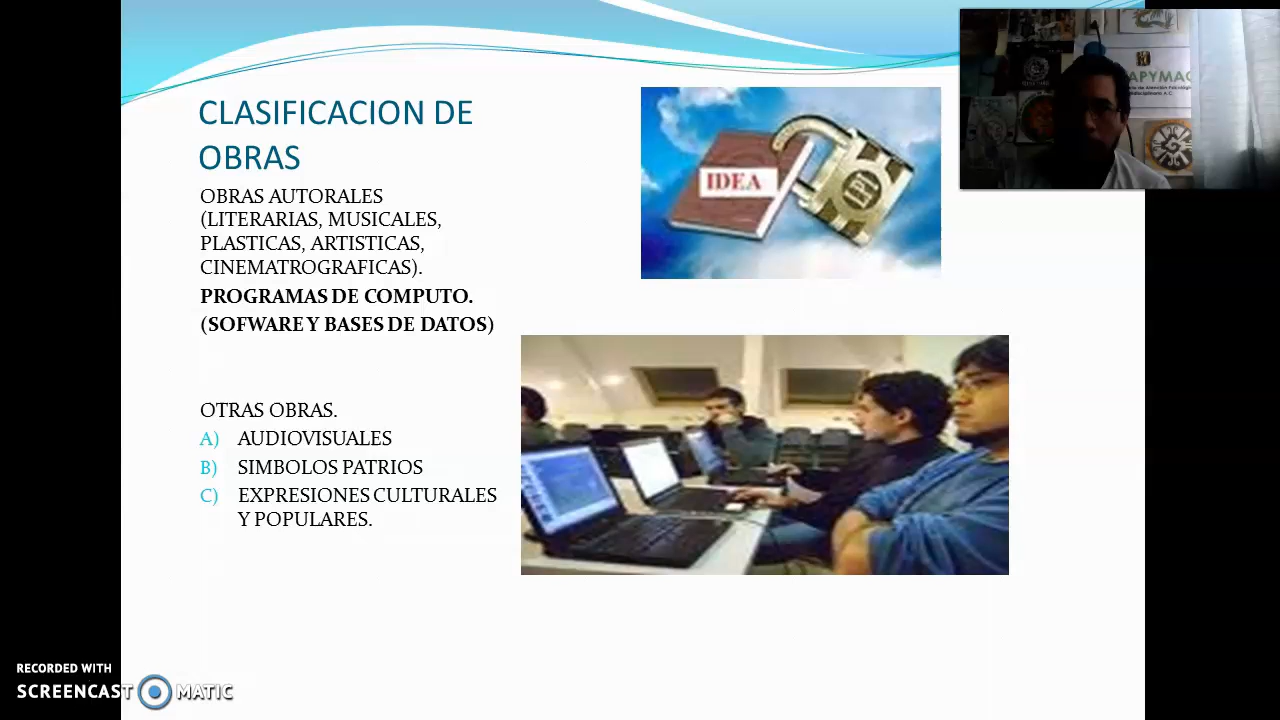 CLASIFICACION DE
OBRAS
OBRAS AUTORALES
(LITERARIAS, MUSICALES,
PLASTICAS, ARTISTICAS,
CINEMATROGRAFICAS).
PROGRAMAS DE COMPUTO.
(SOFWARE Y BASES DE DATOS)
OTRAS OBRAS.
A) AUDIOVISUALES
B) SIMBOLOS PATRIOS
C) EXPRESIONES CULTURALES
Y POPULARES.
IDEA
APYMAC
RECORDED WITH
SCREENCAST MATIC